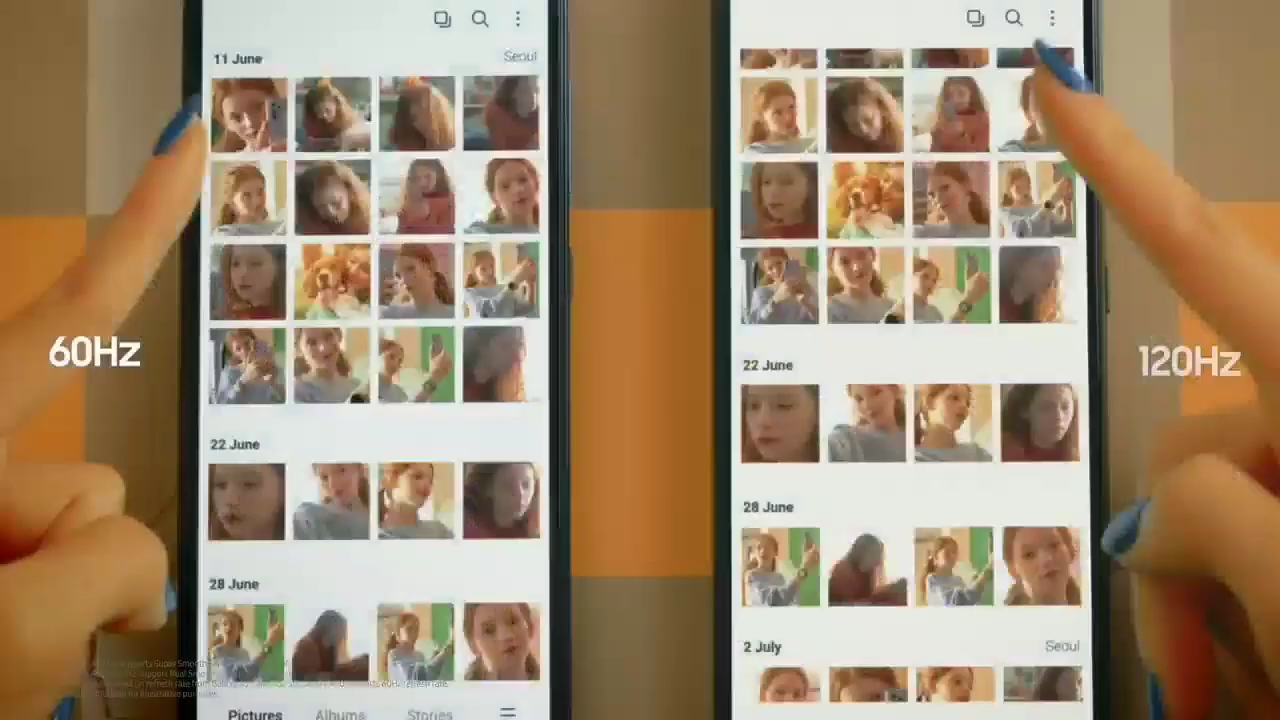 11 June
Seoul
22 June
28 June
Pictures
Albums
Stories
60Hz
22 June
28 June
2 July
Seoul
120Hz